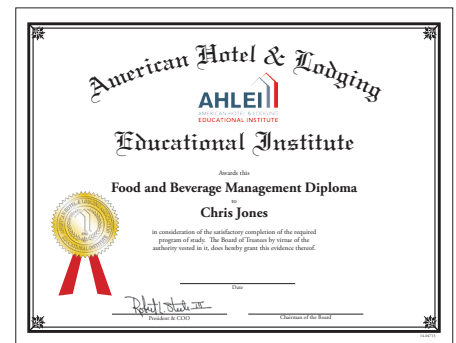 American Hotel & Lodging
AHLEI
AMERICAN HOTEL & LODGING
EDUCATIONAL INSTITUTE
Educational Institute
Awards this
Food and Beverage Management Diploma
to
Chris Jones
in consideration of the satisfactory completion of the required
program of study. The Board of Trustees by virtue of the
authority vested in it, does hereby grant this evidence thereof.
Date
President & COO
Chairman of the Board